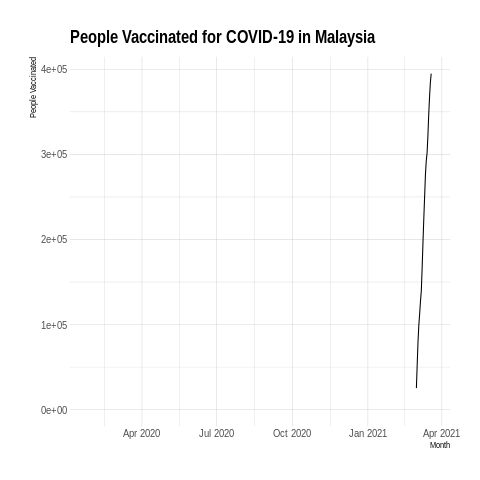 People Vaccinated for COVID-19 in Malaysia
People Vaccinated
4e+05
3e+05
2e+05
1e+05
0e+00
Apr 2020 Jul 2020 Oct 2020 Jan 2021 Apr 2021
Month